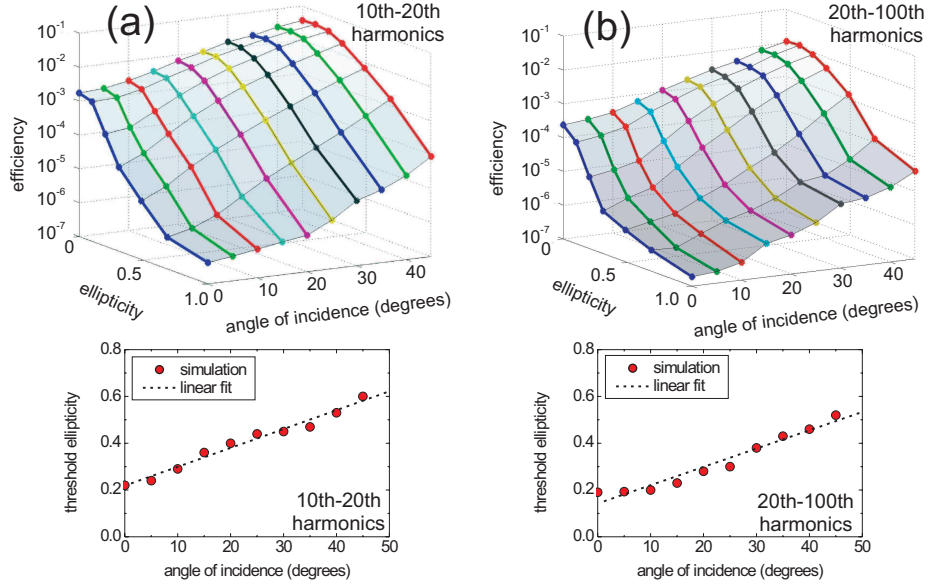 (a)
10th-20th
harmonics
10⁻¹
10⁻²
10⁻³
10⁻⁴
10⁻⁵
10⁻⁶
10⁻⁷
efficiency
0
0.5
1.0
ellipticity
0
10
20
30
40
angle of incidence (degrees)
(b)
20th-100th
harmonics
10⁻¹
10⁻²
10⁻³
10⁻⁴
10⁻⁵
10⁻⁶
10⁻⁷
efficiency
0
0.5
1.0
ellipticity
0
10
20
30
40
angle of incidence (degrees)
0.8
0.6
0.4
0.2
0.0
threshold ellipticity
simulation
linear fit
10th-20th
harmonics
0 10 20 30 40 50
angle of incidence (degrees)
0.8
0.6
0.4
0.2
0.0
threshold ellipticity
simulation
linear fit
20th-100th
harmonics
0 10 20 30 40 50
angle of incidence (degrees)